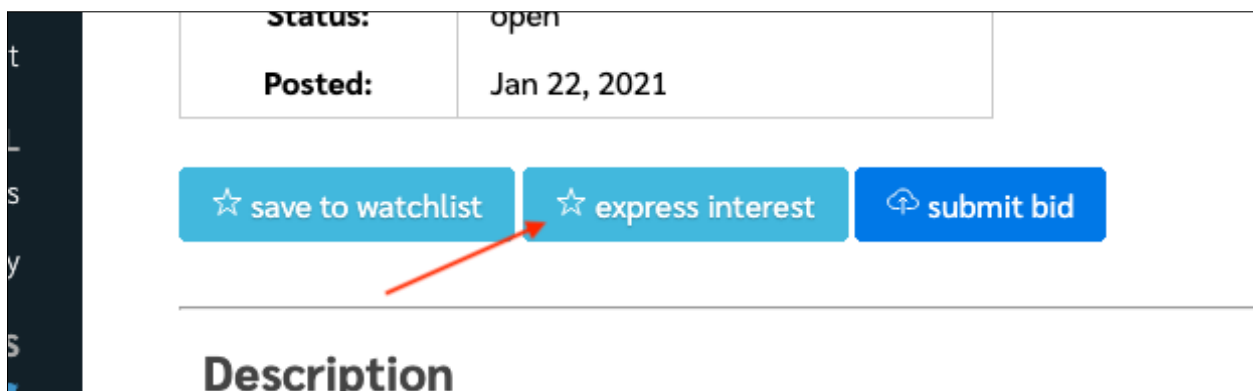 Status: open
Posted: Jan 22, 2021
save to watchlist express interest submit bid
Description